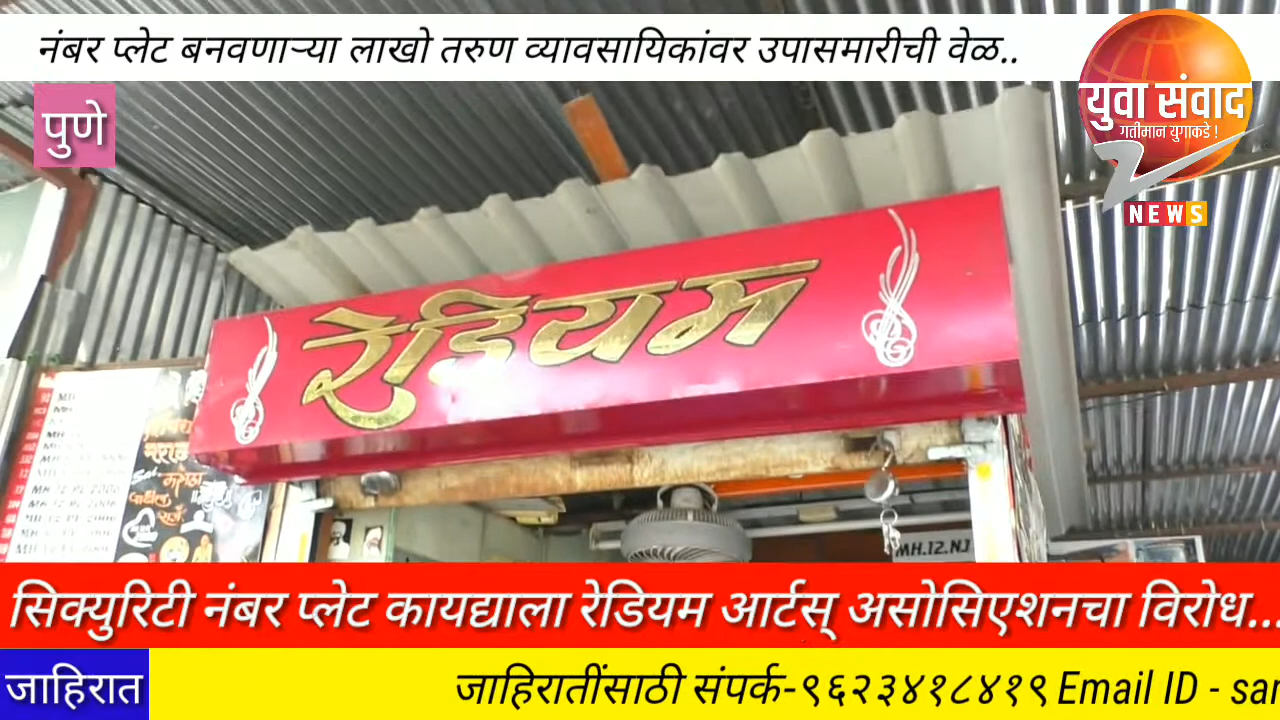 नंबर प्लेट बनवणाऱ्या लाखो तरुण व्यावसायिकांवर उपासमारीची वेळ..
युवा संवाद
गतीमान युगाकडे !
NEWS
पुणे
रेडियम
MH.12.NJ
सिक्युरिटी नंबर प्लेट कायद्याला रेडियम आर्टस् असोसिएशनचा विरोध...
जाहिरात
जाहिरातींसाठी संपर्क-९६२३४१८४१९ Email ID - sar